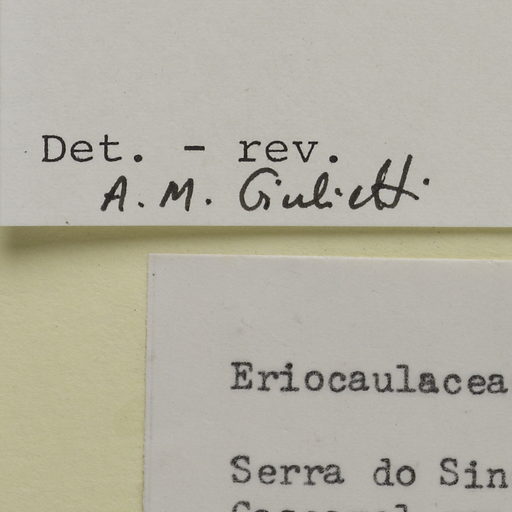 Det. - rev.
A. M. Giulietti
Eriocaulacea
Serra do Sin